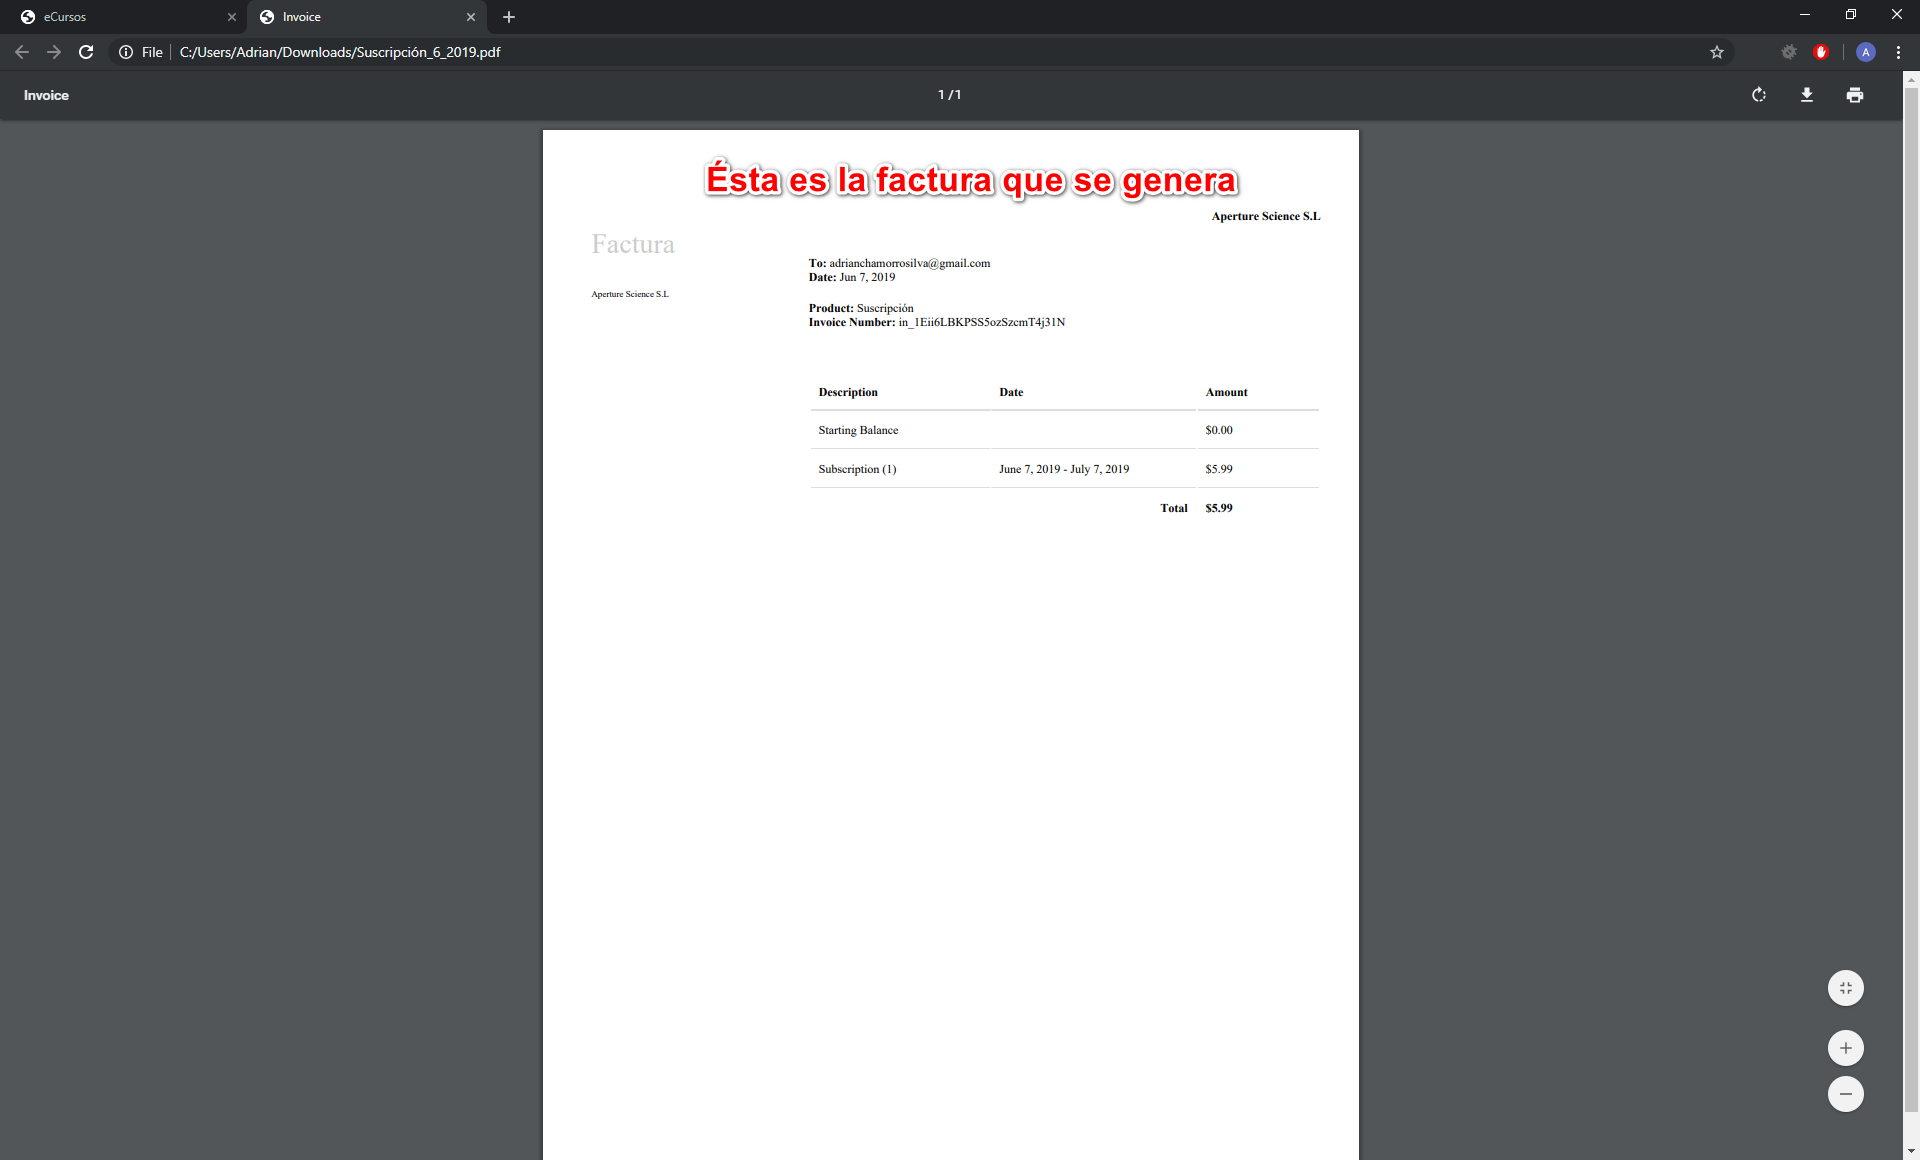 eCursos
Invoice
File
C:/Users/Adrian/Downloads/Suscripción_6_2019.pdf
A
Invoice
1 / 1
Ésta es la factura que se genera
Aperture Science S.L
Factura
To: adrianchamorrosilva@gmail.com
Date: Jun 7, 2019
Aperture Science S.L
Product: Suscripción
Invoice Number: in_1Eii6LBKPSS5ozSzcmT4j31N
Description Date Amount
Starting Balance $0.00
Subscription (1) June 7, 2019 - July 7, 2019 $5.99
Total $5.99